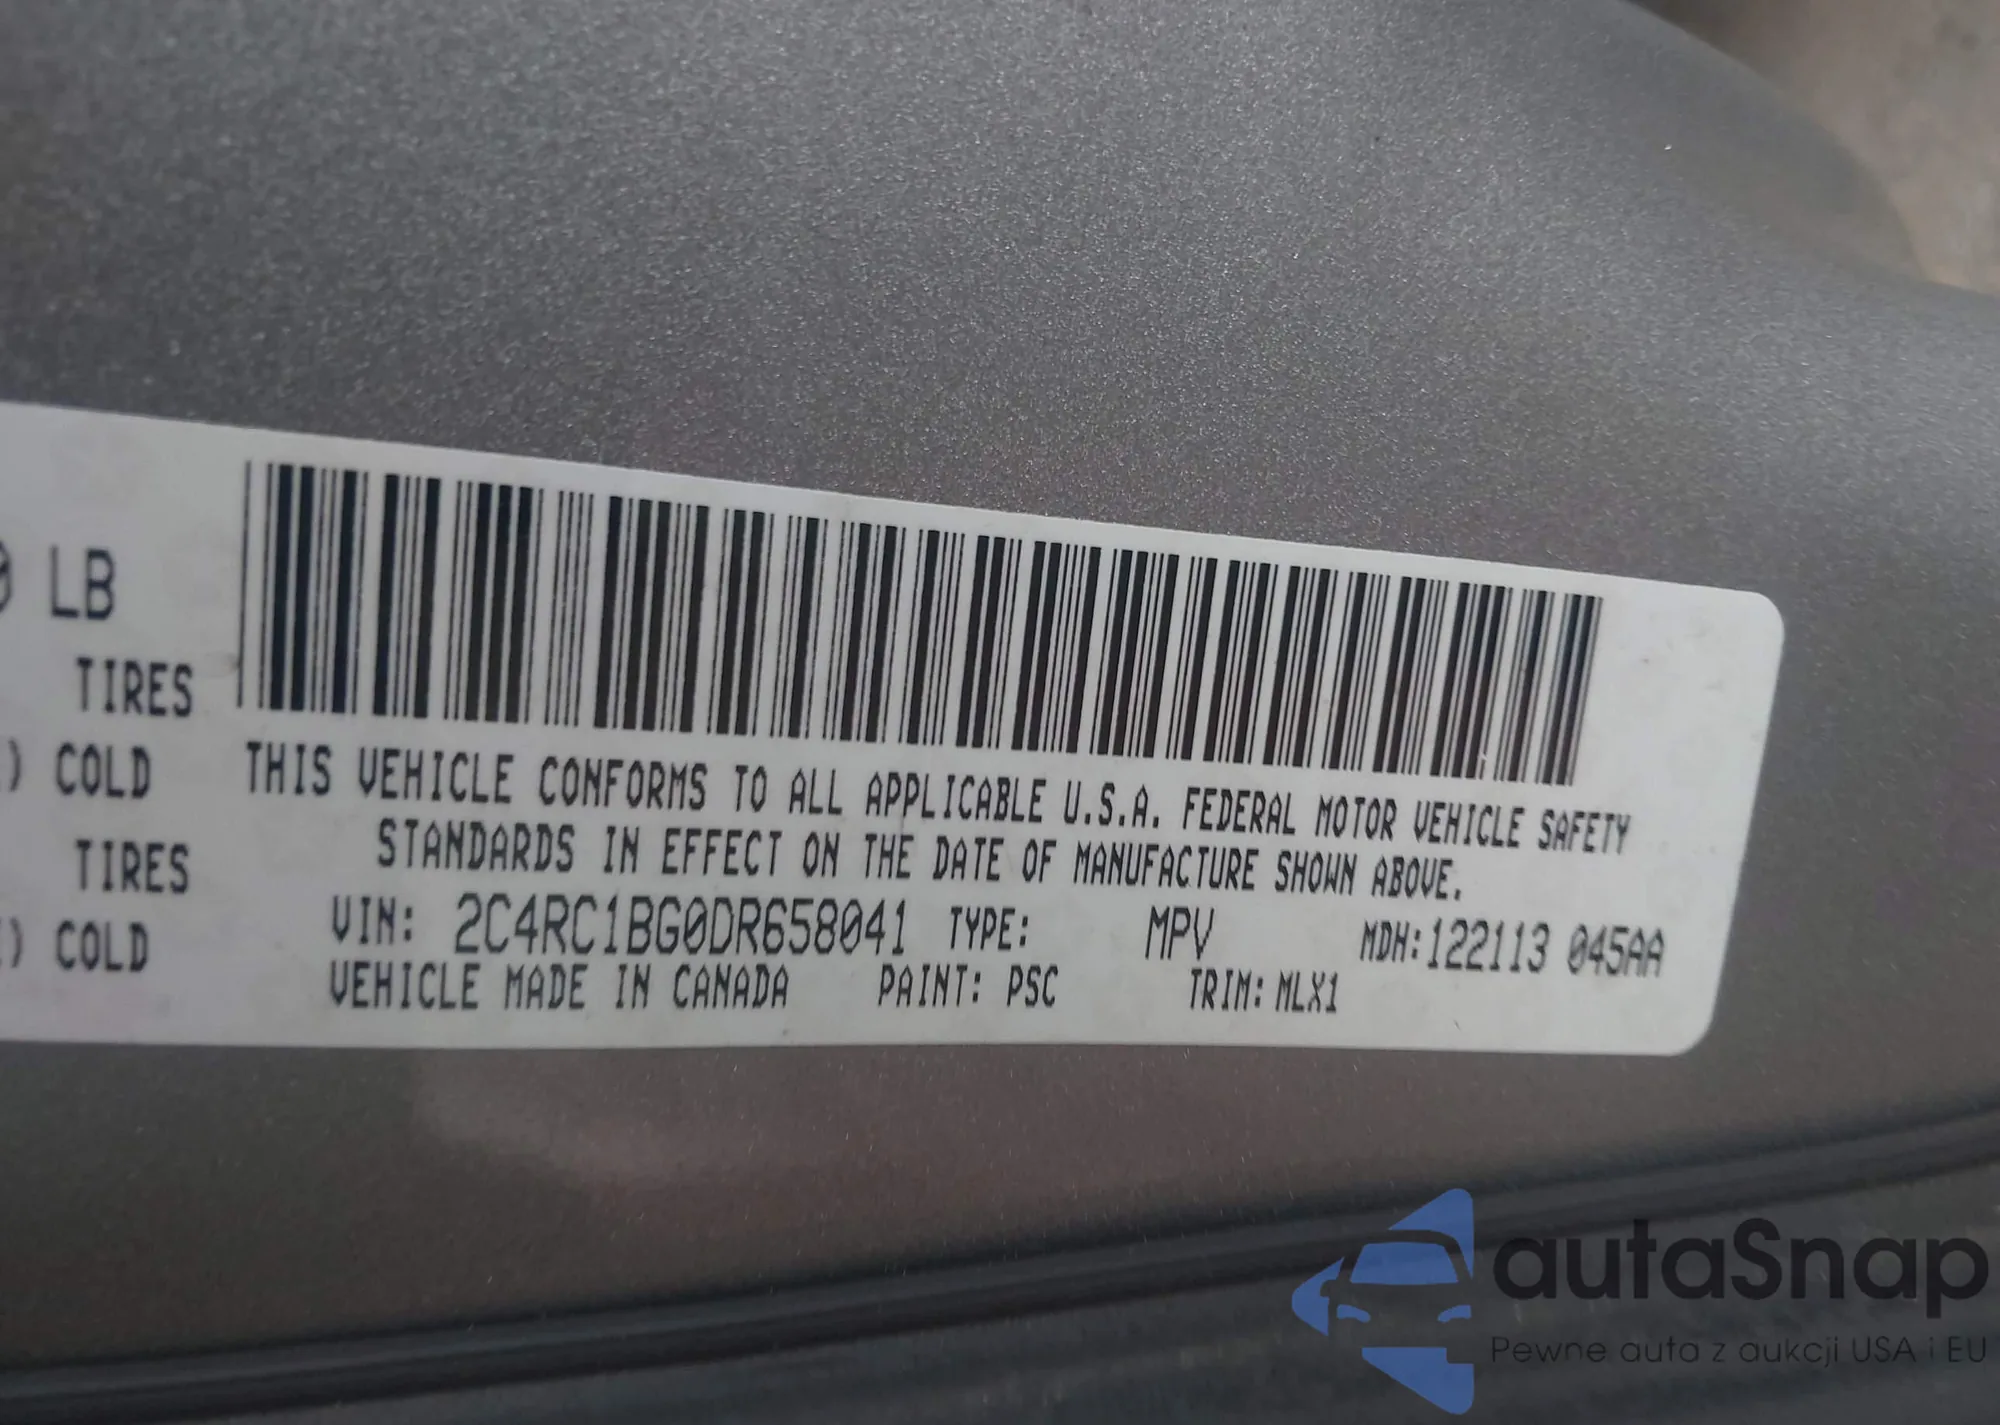 LB
TIRES
) COLD
TIRES
) COLD
THIS VEHICLE CONFORMS TO ALL APPLICABLE U.S.A. FEDERAL MOTOR VEHICLE SAFETY
STANDARDS IN EFFECT ON THE DATE OF MANUFACTURE SHOWN ABOVE.
VIN: 2C4RC1BG0DR658041 TYPE: MPV MDH:122113 045AA
VEHICLE MADE IN CANADA PAINT: PSC TRIM: MLX1
autaSnap
Pewne auta z aukcji USA i EU